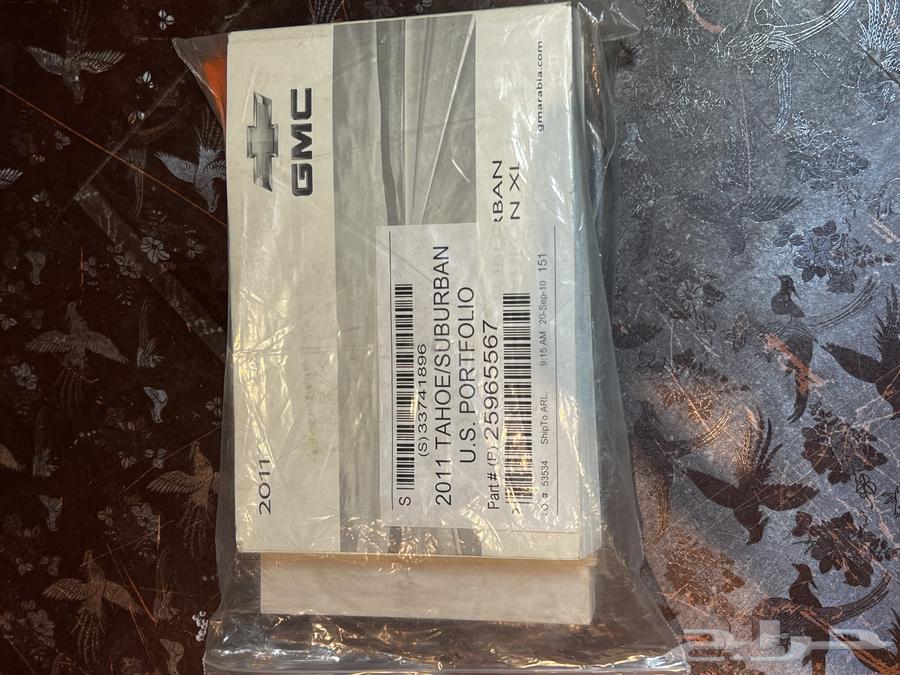 2011
GMC
RBAN
N XL
gmarabia.com
S
(S)33741896
2011 TAHOE/SUBURBAN
U.S. PORTFOLIO
Part # (P) 25965567
53534 ShipTo ARL 9:15 AM 20-Sep-10 151
حراج